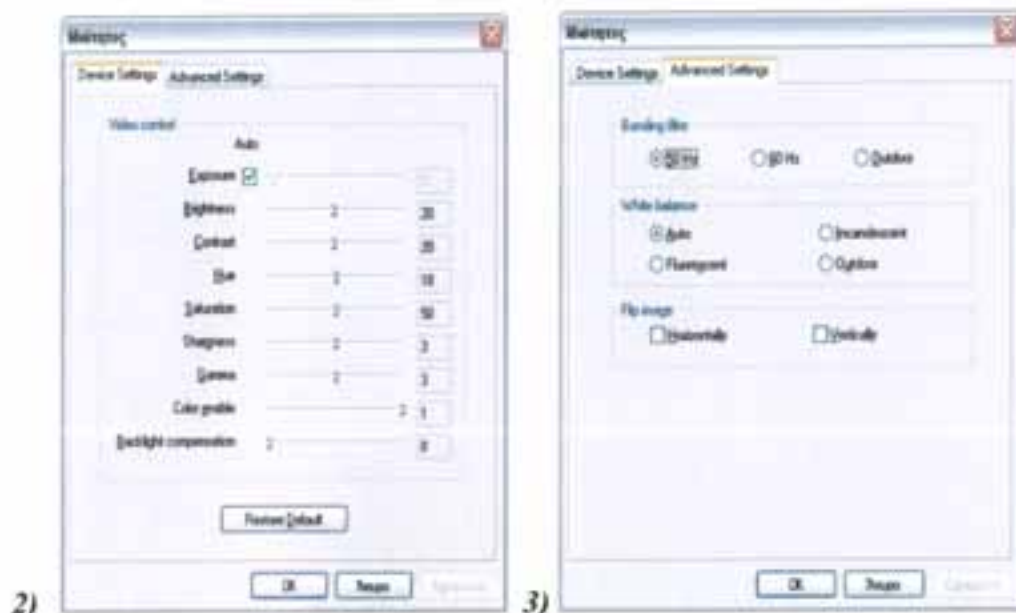 Ιδιότητες
Device Settings Advanced Settings
Video control
Auto
Exposure
Brightness 20
Contrast 20
Hue 10
Saturation 50
Sharpness 3
Gamma 3
Color enable 1
Backlight compensation 0
Restore Default
OK Άκυρο
2)
Ιδιότητες
Device Settings Advanced Settings
Banding filter
50 Hz 60 Hz Outdoor
White balance
Auto Incandescent
Fluorescent Outdoor
Flip image
Horizontally Vertically
OK Άκυρο
3)